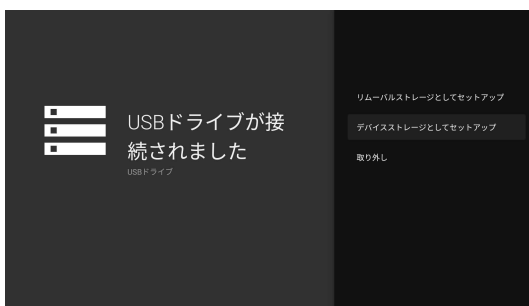 USBドライブが接
続されました
USBドライブ
リムーバルストレージとしてセットアップ
デバイスストレージとしてセットアップ
取り外し